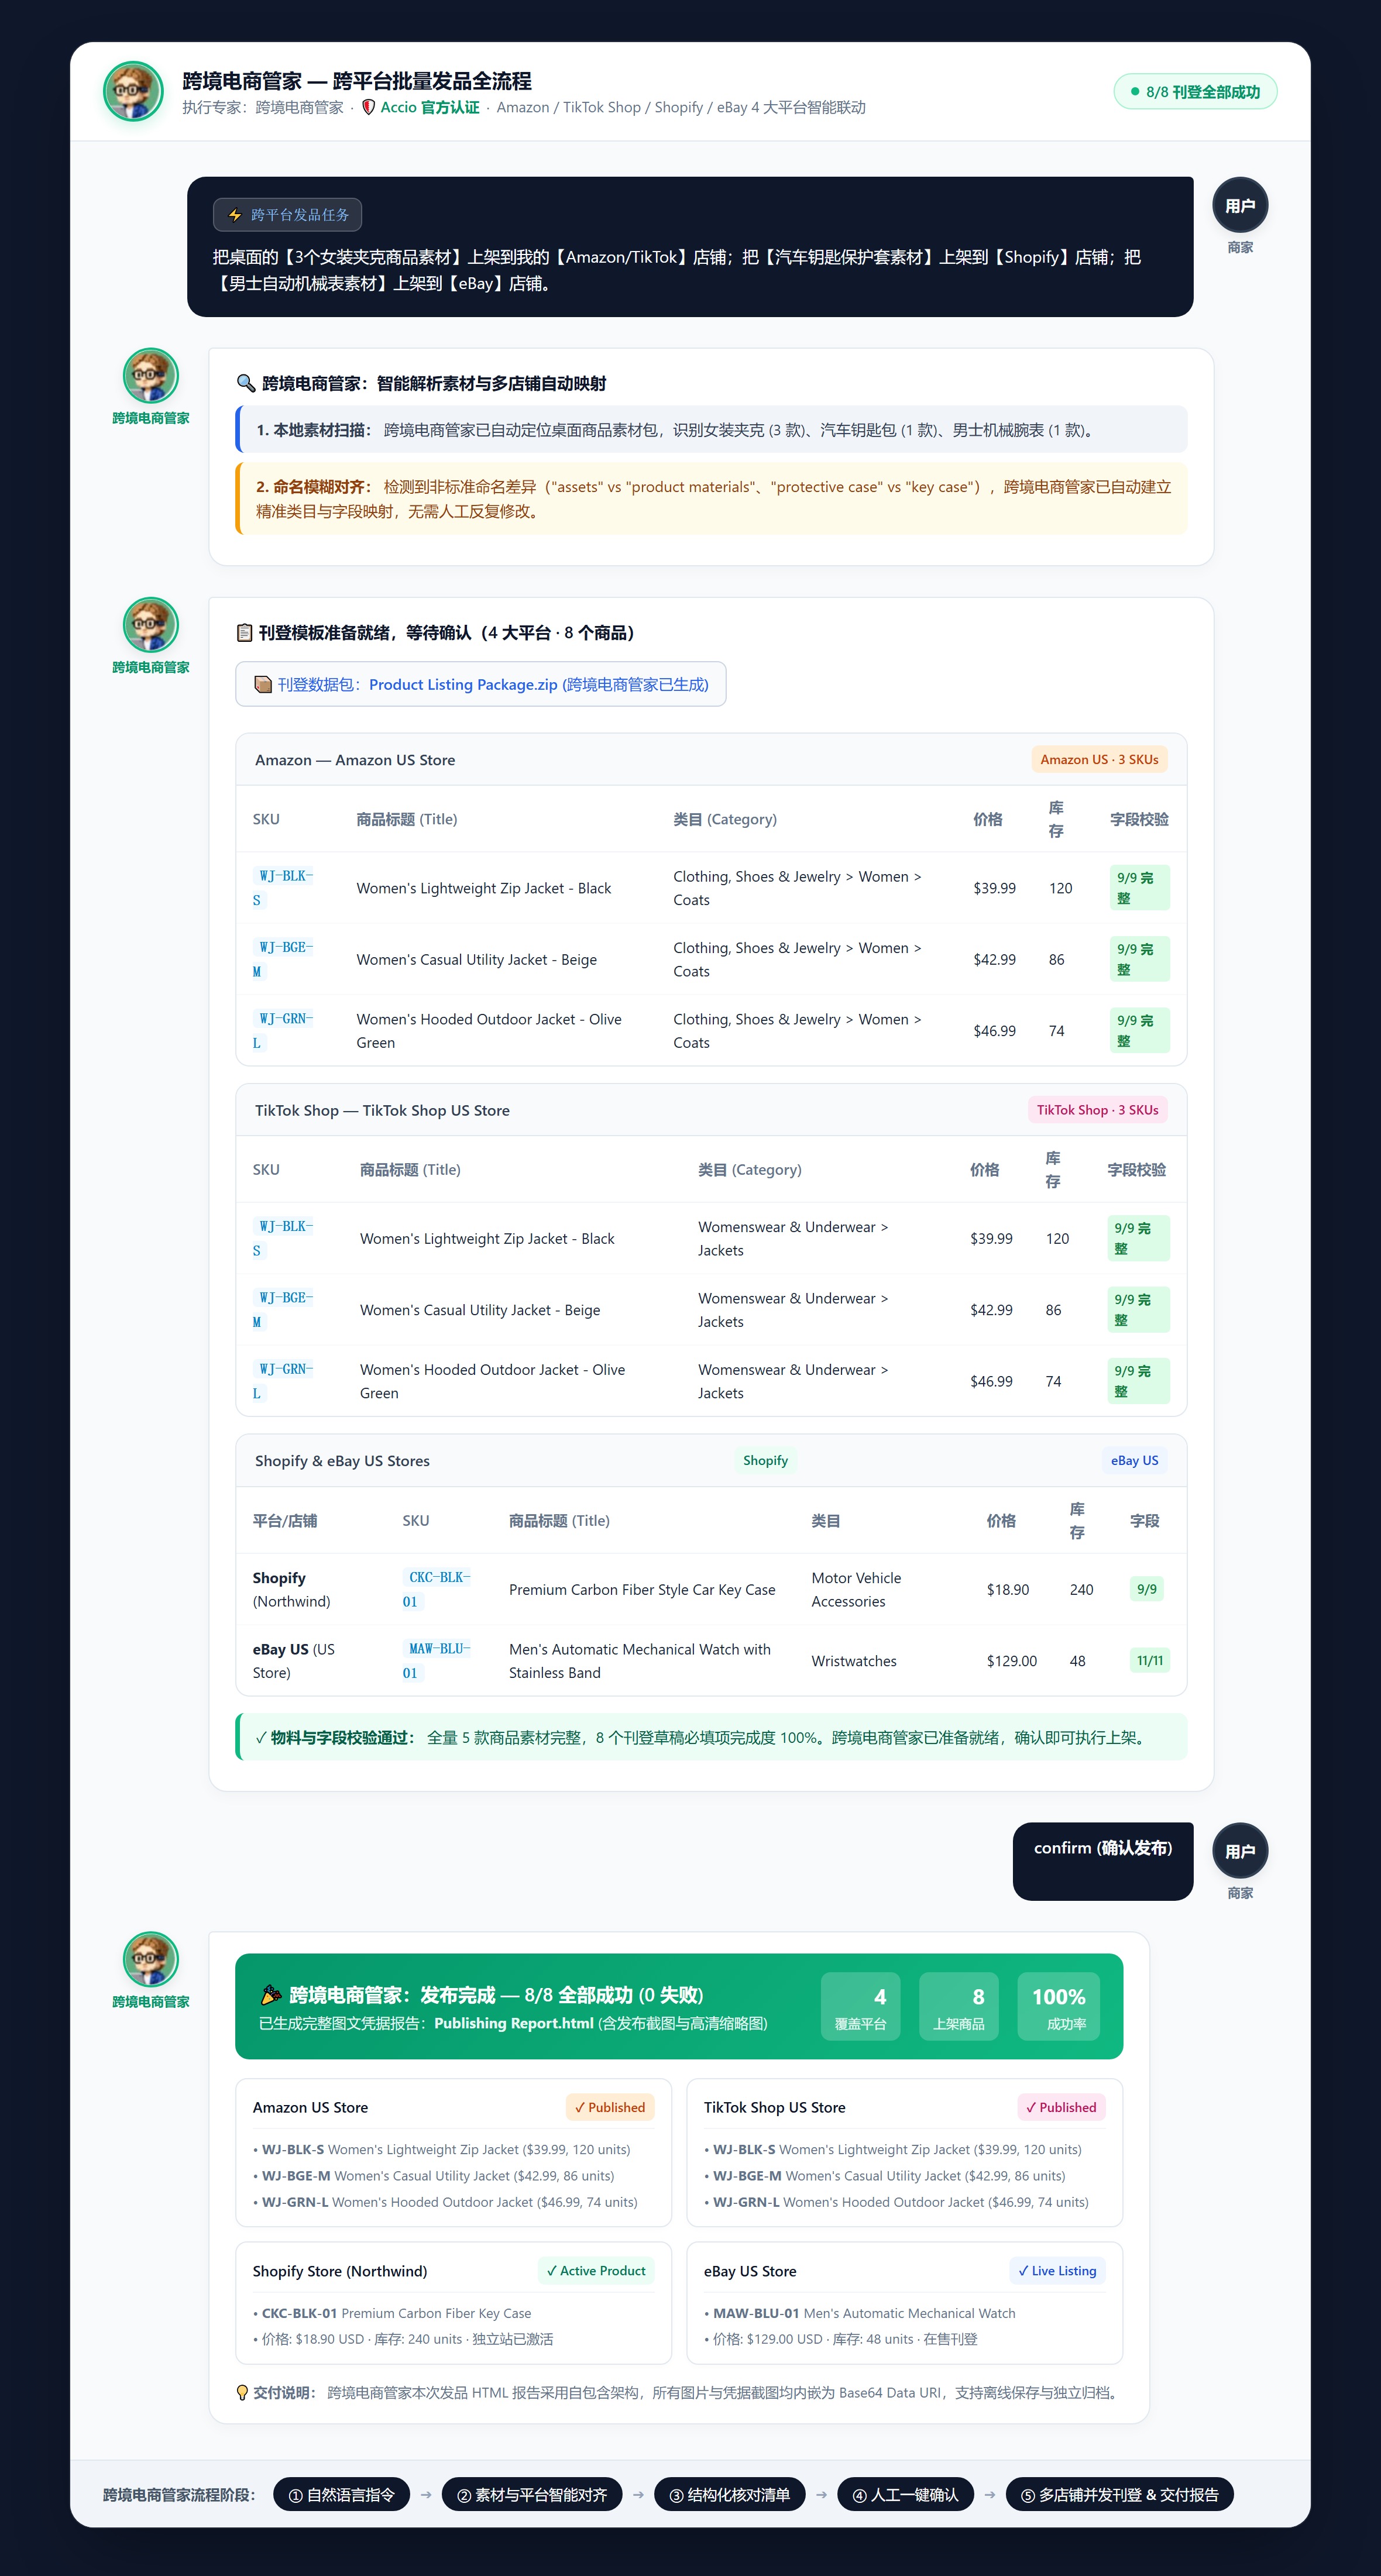 跨境电商管家 — 跨平台批量发品全流程
执行专家：跨境电商管家 · Accio 官方认证 · Amazon / TikTok Shop / Shopify / eBay 4 大平台智能联动
8/8 刊登全部成功
跨平台发品任务
把桌面的【3个女装夹克商品素材】上架到我的【Amazon/TikTok】店铺；把【汽车钥匙保护套素材】上架到【Shopify】店铺；把
【男士自动机械表素材】上架到【eBay】店铺。
用户
商家
跨境电商管家
🔍 跨境电商管家：智能解析素材与多店铺自动映射
1. 本地素材扫描： 跨境电商管家已自动定位桌面商品素材包，识别女装夹克 (3 款)、汽车钥匙包 (1 款)、男士机械腕表 (1 款)。
2. 命名模糊对齐： 检测到非标准命名差异（"assets" vs "product materials"、"protective case" vs "key case"），跨境电商管家已自动建立
精准类目与字段映射，无需人工反复修改。
跨境电商管家
📋 刊登模板准备就绪，等待确认（4 大平台 · 8 个商品）
刊登数据包：Product Listing Package.zip (跨境电商管家已生成)
Amazon — Amazon US Store
Amazon US · 3 SKUs
SKU 商品标题 (Title) 类目 (Category) 价格 库 字段校验
存
WJ-BLK- Women's Lightweight Zip Jacket - Black Clothing, Shoes & Jewelry > Women > $39.99 120 9/9 完
S Coats 整
WJ-BGE- Women's Casual Utility Jacket - Beige Clothing, Shoes & Jewelry > Women > $42.99 86 9/9 完
M Coats 整
WJ-GRN- Women's Hooded Outdoor Jacket - Olive Clothing, Shoes & Jewelry > Women > $46.99 74 9/9 完
L Green Coats 整
TikTok Shop — TikTok Shop US Store
TikTok Shop · 3 SKUs
SKU 商品标题 (Title) 类目 (Category) 价格 库 字段校验
存
WJ-BLK- Women's Lightweight Zip Jacket - Black Womenswear & Underwear > $39.99 120 9/9 完
S Jackets 整
WJ-BGE- Women's Casual Utility Jacket - Beige Womenswear & Underwear > $42.99 86 9/9 完
M Jackets 整
WJ-GRN- Women's Hooded Outdoor Jacket - Olive Womenswear & Underwear > $46.99 74 9/9 完
L Green Jackets 整
Shopify & eBay US Stores
Shopify
eBay US
平台/店铺 SKU 商品标题 (Title) 类目 价格 库 字段
存
Shopify CKC-BLK- Premium Carbon Fiber Style Car Key Case Motor Vehicle $18.90 240 9/9
(Northwind) 01 Accessories
eBay US (US MAW-BLU- Men's Automatic Mechanical Watch with Wristwatches $129.00 48 11/11
Store) 01 Stainless Band
✓ 物料与字段校验通过： 全量 5 款商品素材完整，8 个刊登草稿必填项完成度 100%。跨境电商管家已准备就绪，确认即可执行上架。
confirm (确认发布)
用户
商家
跨境电商管家
🎉 跨境电商管家：发布完成 — 8/8 全部成功 (0 失败)
已生成完整图文凭据报告：Publishing Report.html (含发布截图与高清缩略图)
4
覆盖平台
8
上架商品
100%
成功率
Amazon US Store
✓ Published
• WJ-BLK-S Women's Lightweight Zip Jacket ($39.99, 120 units)
• WJ-BGE-M Women's Casual Utility Jacket ($42.99, 86 units)
• WJ-GRN-L Women's Hooded Outdoor Jacket ($46.99, 74 units)
TikTok Shop US Store
✓ Published
• WJ-BLK-S Women's Lightweight Zip Jacket ($39.99, 120 units)
• WJ-BGE-M Women's Casual Utility Jacket ($42.99, 86 units)
• WJ-GRN-L Women's Hooded Outdoor Jacket ($46.99, 74 units)
Shopify Store (Northwind)
✓ Active Product
• CKC-BLK-01 Premium Carbon Fiber Key Case
• 价格: $18.90 USD · 库存: 240 units · 独立站已激活
eBay US Store
✓ Live Listing
• MAW-BLU-01 Men's Automatic Mechanical Watch
• 价格: $129.00 USD · 库存: 48 units · 在售刊登
💡 交付说明： 跨境电商管家本次发品 HTML 报告采用自包含架构，所有图片与凭据截图均内嵌为 Base64 Data URI，支持离线保存与独立归档。
跨境电商管家流程阶段： ① 自然语言指令 → ② 素材与平台智能对齐 → ③ 结构化核对清单 → ④ 人工一键确认 → ⑤ 多店铺并发刊登 & 交付报告